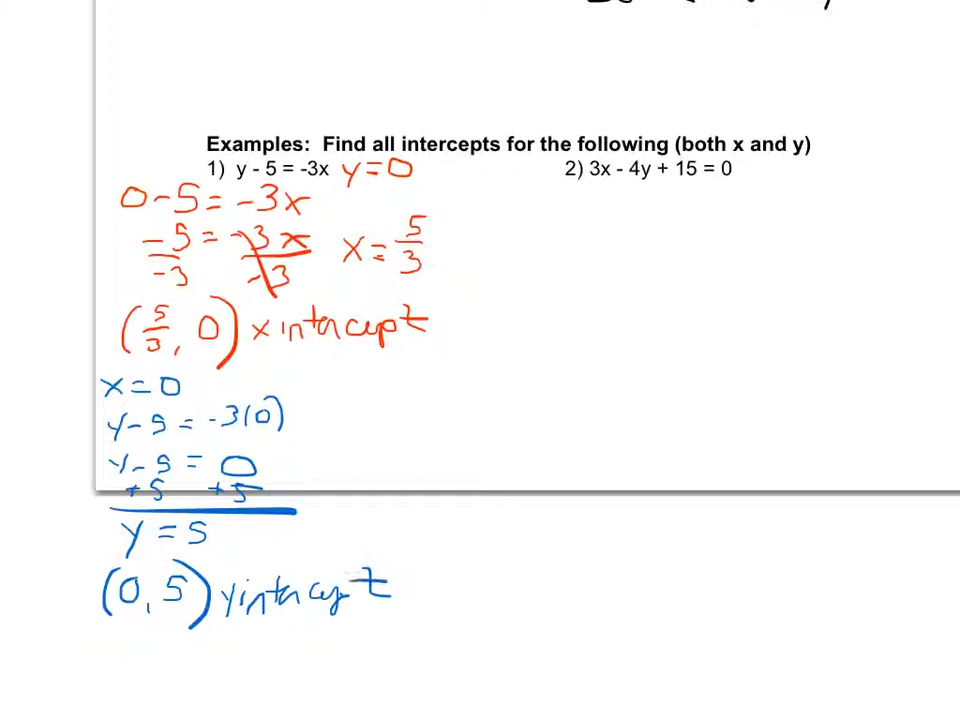 Examples: Find all intercepts for the following (both x and y)
1) y - 5 = -3x y=0
2) 3x - 4y + 15 = 0
0-5 = -3x
-5 = -3x
-3 -3
x = 5/3
(5/3, 0) x intercept
x=0
y-5 = -3(0)
y-5 = 0
+5 +5
y = 5
(0, 5) y intercept